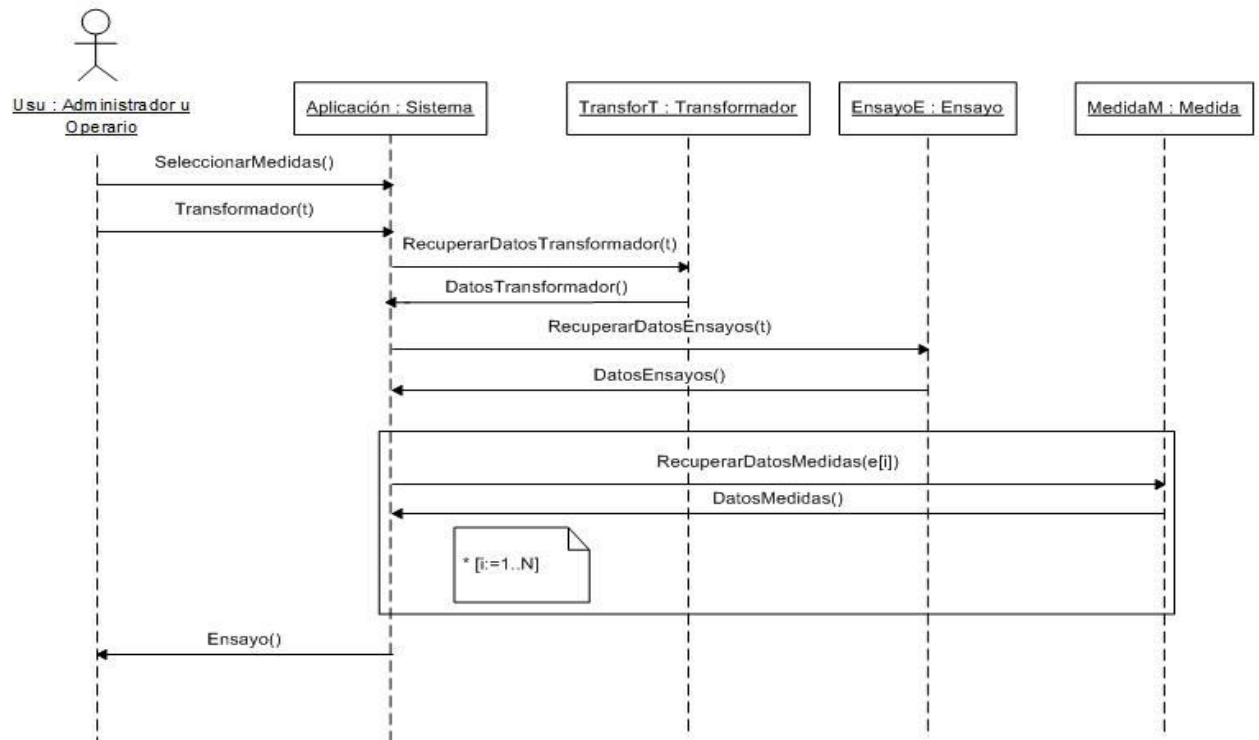 Usu : Administrador u
Operario
Aplicación : Sistema
TransforT : Transformador
EnsayoE : Ensayo
MedidaM : Medida
SeleccionarMedidas()
Transformador(t)
RecuperarDatosTransformador(t)
DatosTransformador()
RecuperarDatosEnsayos(t)
DatosEnsayos()
RecuperarDatosMedidas(e[i])
DatosMedidas()
* [i:=1..N]
Ensayo()